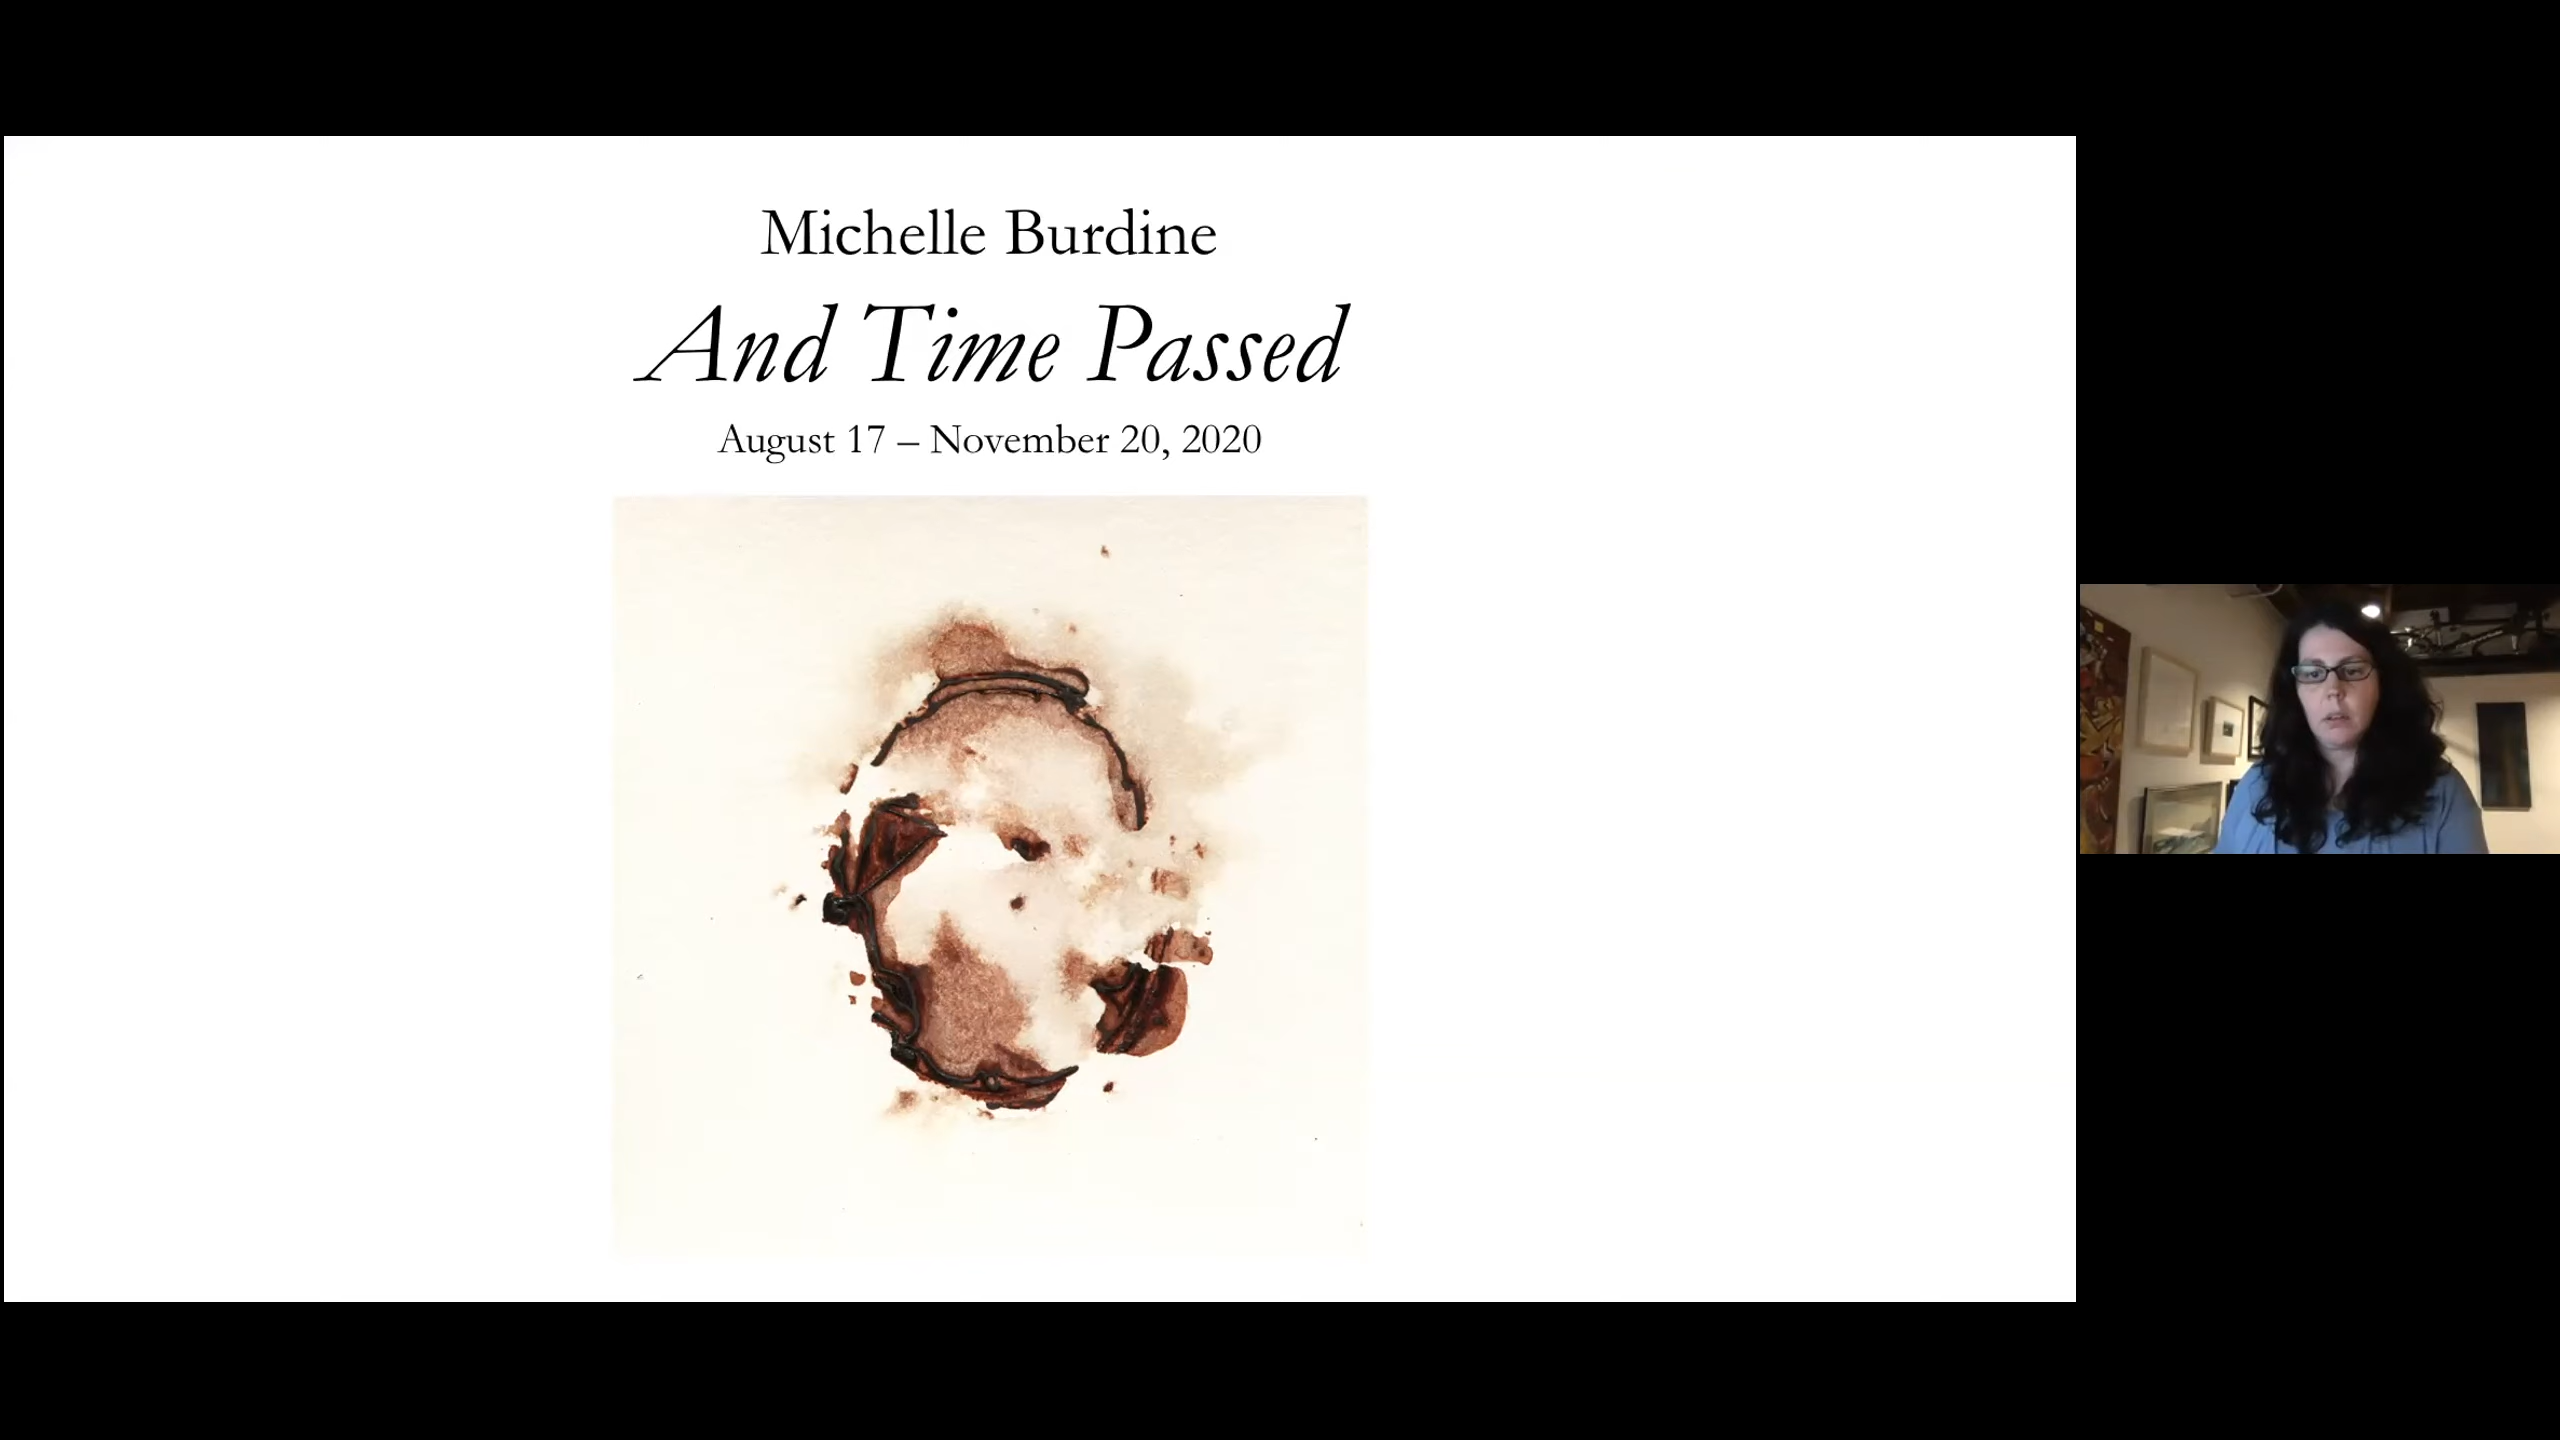 Michelle Burdine
And Time Passed
August 17 – November 20, 2020